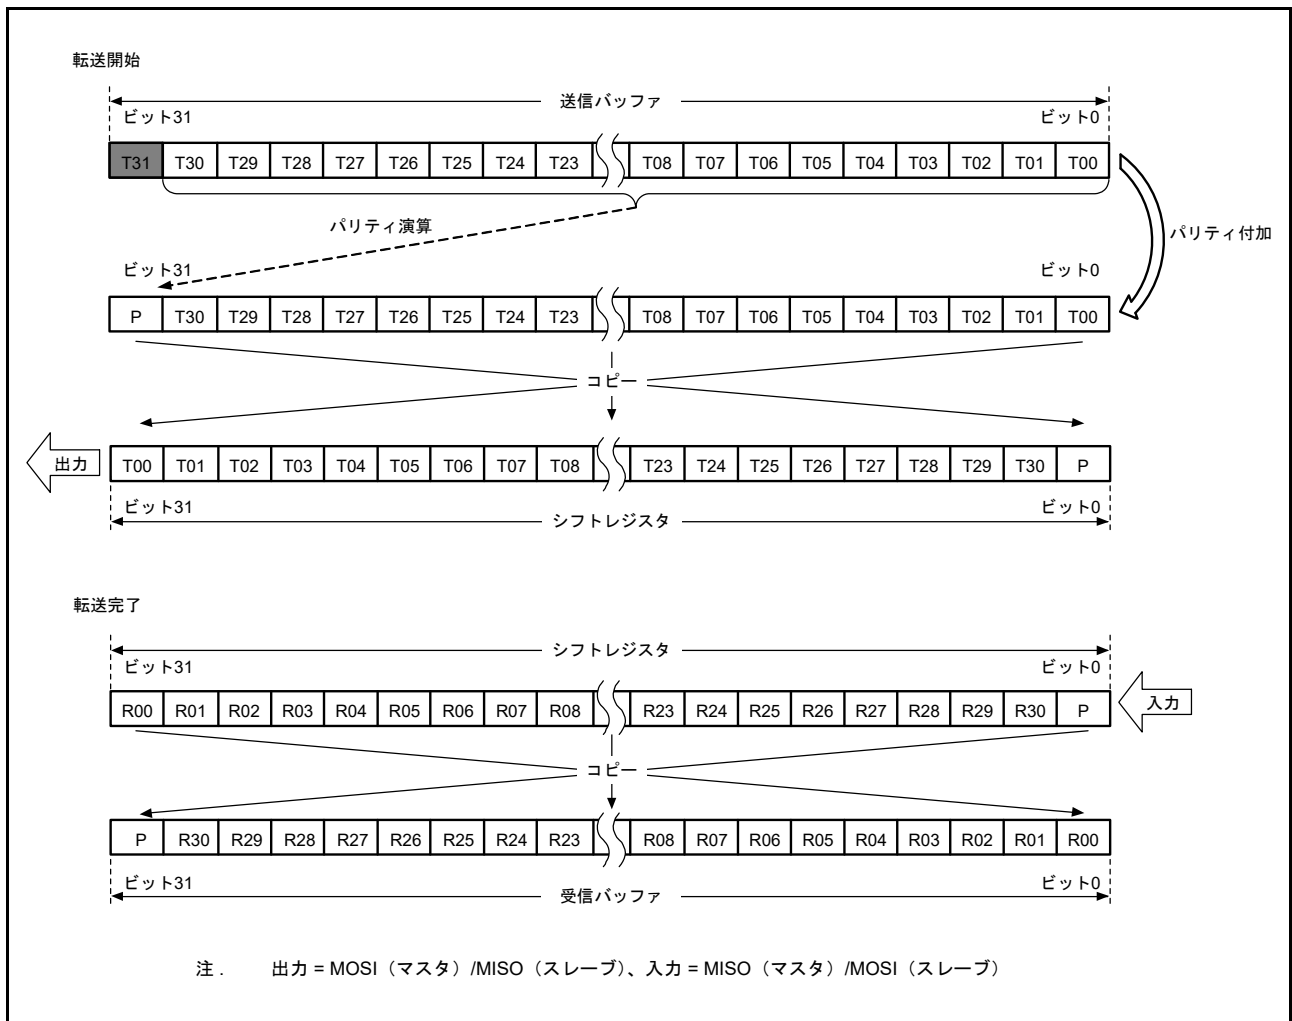 転送開始
送信バッファ
ビット31 ビット0
T31 T30 T29 T28 T27 T26 T25 T24 T23 T08 T07 T06 T05 T04 T03 T02 T01 T00
パリティ演算
パリティ付加
ビット31 ビット0
P T30 T29 T28 T27 T26 T25 T24 T23 T08 T07 T06 T05 T04 T03 T02 T01 T00
コピー
出力
T00 T01 T02 T03 T04 T05 T06 T07 T08 T23 T24 T25 T26 T27 T28 T29 T30 P
ビット31 ビット0
シフトレジスタ
転送完了
シフトレジスタ
ビット31 ビット0
R00 R01 R02 R03 R04 R05 R06 R07 R08 R23 R24 R25 R26 R27 R28 R29 R30 P
入力
コピー
P R30 R29 R28 R27 R26 R25 R24 R23 R08 R07 R06 R05 R04 R03 R02 R01 R00
ビット31 ビット0
受信バッファ
注. 出力 = MOSI（マスタ）/MISO（スレーブ）、入力 = MISO（マスタ）/MOSI（スレーブ）